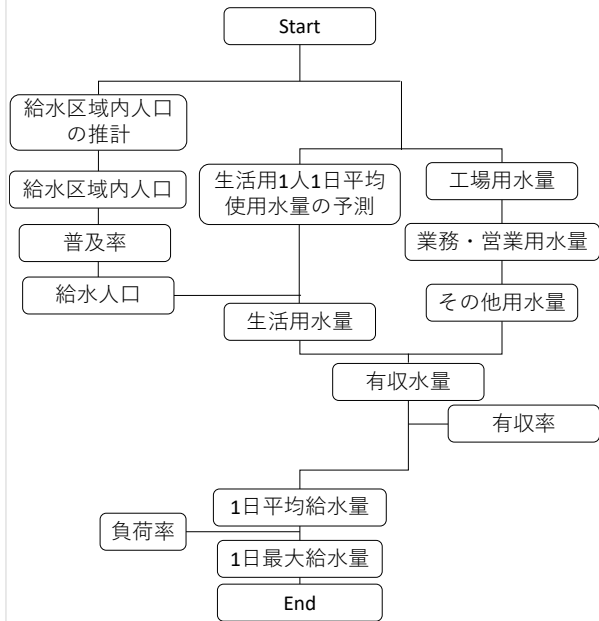 Start
給水区域内人口
の推計
給水区域内人口
普及率
給水人口
生活用1人1日平均
使用水量の予測
生活用水量
工場用水量
業務・営業用水量
その他用水量
有収水量
有収率
1日平均給水量
負荷率
1日最大給水量
End